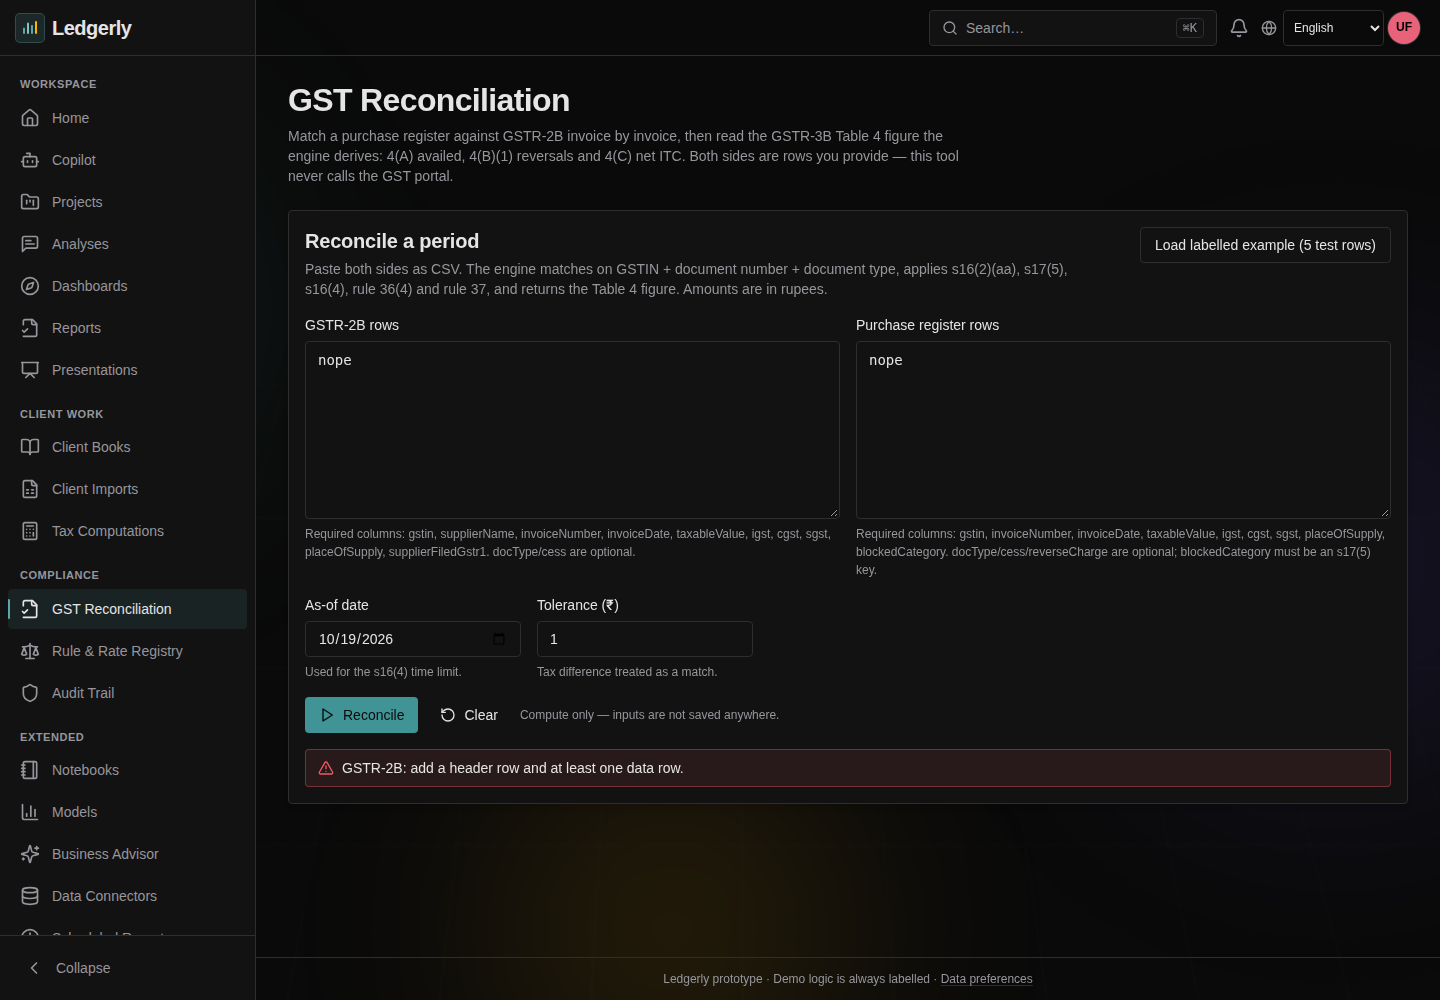 Ledgerly
Search…
⌘K
English
UF
WORKSPACE
Home
Copilot
Projects
Analyses
Dashboards
Reports
Presentations
CLIENT WORK
Client Books
Client Imports
Tax Computations
COMPLIANCE
GST Reconciliation
Rule & Rate Registry
Audit Trail
EXTENDED
Notebooks
Models
Business Advisor
Data Connectors
Collapse
GST Reconciliation
Match a purchase register against GSTR-2B invoice by invoice, then read the GSTR-3B Table 4 figure the
engine derives: 4(A) availed, 4(B)(1) reversals and 4(C) net ITC. Both sides are rows you provide — this tool
never calls the GST portal.
Reconcile a period
Load labelled example (5 test rows)
Paste both sides as CSV. The engine matches on GSTIN + document number + document type, applies s16(2)(aa), s17(5),
s16(4), rule 36(4) and rule 37, and returns the Table 4 figure. Amounts are in rupees.
GSTR-2B rows
nope
Required columns: gstin, supplierName, invoiceNumber, invoiceDate, taxableValue, igst, cgst, sgst,
placeOfSupply, supplierFiledGstr1. docType/cess are optional.
Purchase register rows
nope
Required columns: gstin, invoiceNumber, invoiceDate, taxableValue, igst, cgst, sgst, placeOfSupply,
blockedCategory. docType/cess/reverseCharge are optional; blockedCategory must be an s17(5)
key.
As-of date
10/19/2026
Used for the s16(4) time limit.
Tolerance (₹)
1
Tax difference treated as a match.
Reconcile
Clear
Compute only — inputs are not saved anywhere.
GSTR-2B: add a header row and at least one data row.
Ledgerly prototype · Demo logic is always labelled · Data preferences